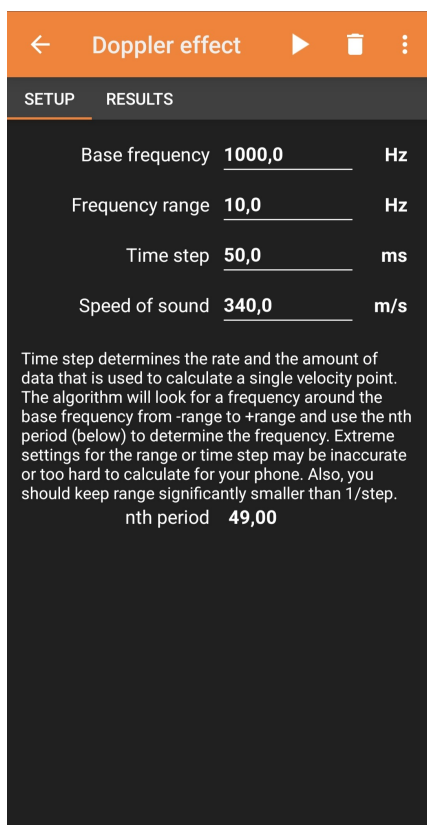 Doppler effect
SETUP RESULTS
Base frequency 1000,0 Hz
Frequency range 10,0 Hz
Time step 50,0 ms
Speed of sound 340,0 m/s
Time step determines the rate and the amount of
data that is used to calculate a single velocity point.
The algorithm will look for a frequency around the
base frequency from -range to +range and use the nth
period (below) to determine the frequency. Extreme
settings for the range or time step may be inaccurate
or too hard to calculate for your phone. Also, you
should keep range significantly smaller than 1/step.
nth period 49,00